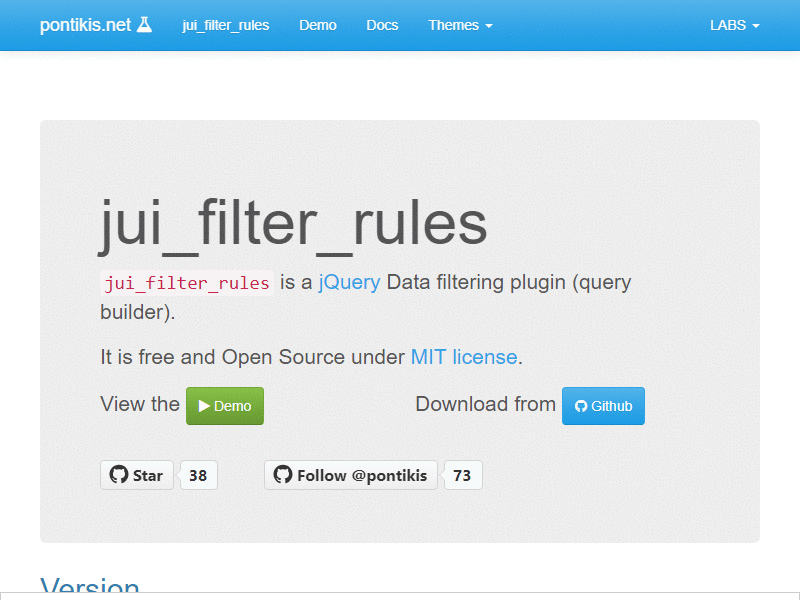 pontikis.net jui_filter_rules Demo Docs Themes LABS
jui_filter_rules
jui_filter_rules is a jQuery Data filtering plugin (query
builder).
It is free and Open Source under MIT license.
View the Demo Download from Github
Star 38 Follow @pontikis 73
Version